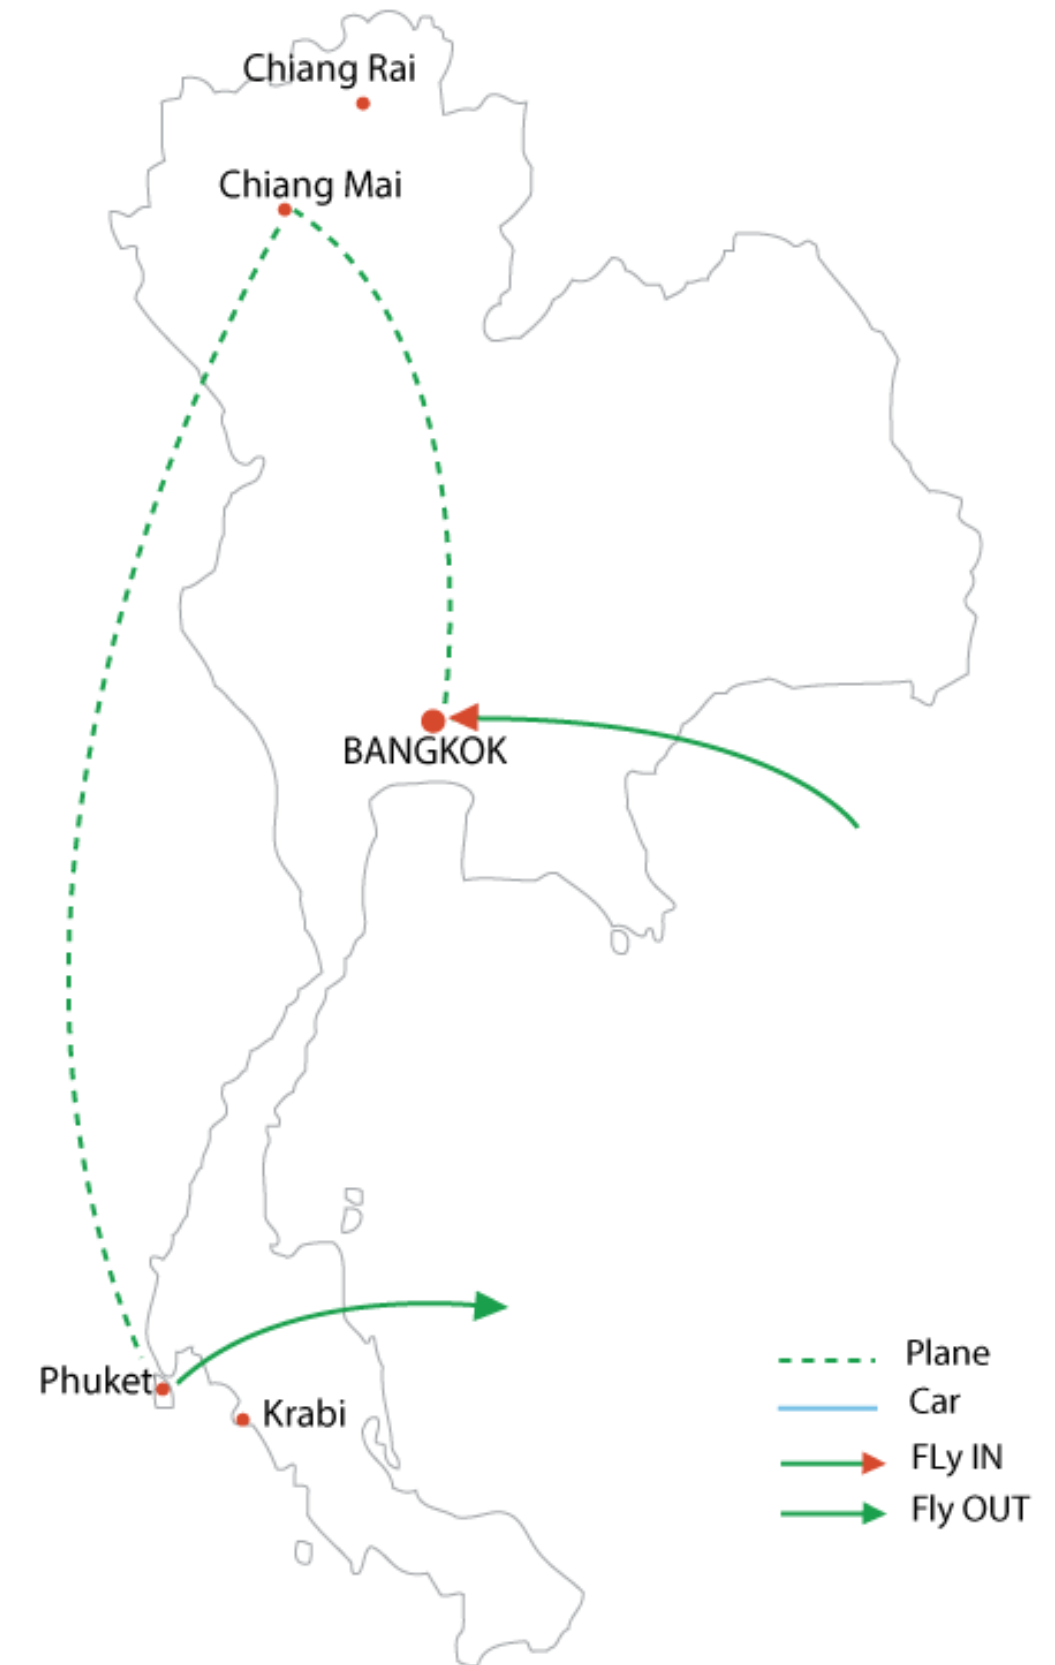 Chiang Rai
Chiang Mai
BANGKOK
Phuket
Krabi
Plane
Car
FLy IN
Fly OUT